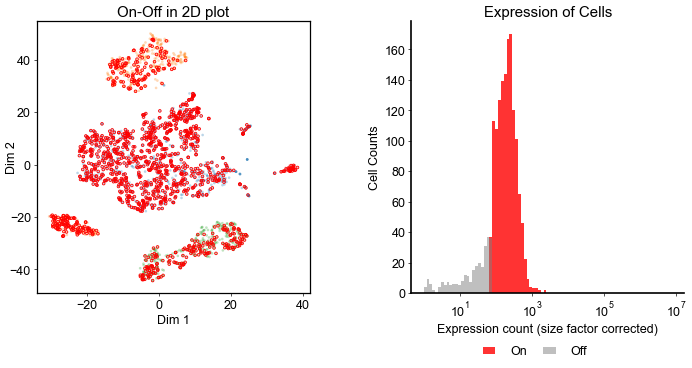 On-Off in 2D plot
40
20
0
−20
−40
Dim 2
−20 0 20 40
Dim 1
Expression of Cells
160
140
120
100
80
60
40
20
0
Cell Counts
10^1 10^3 10^5 10^7
Expression count (size factor corrected)
On Off